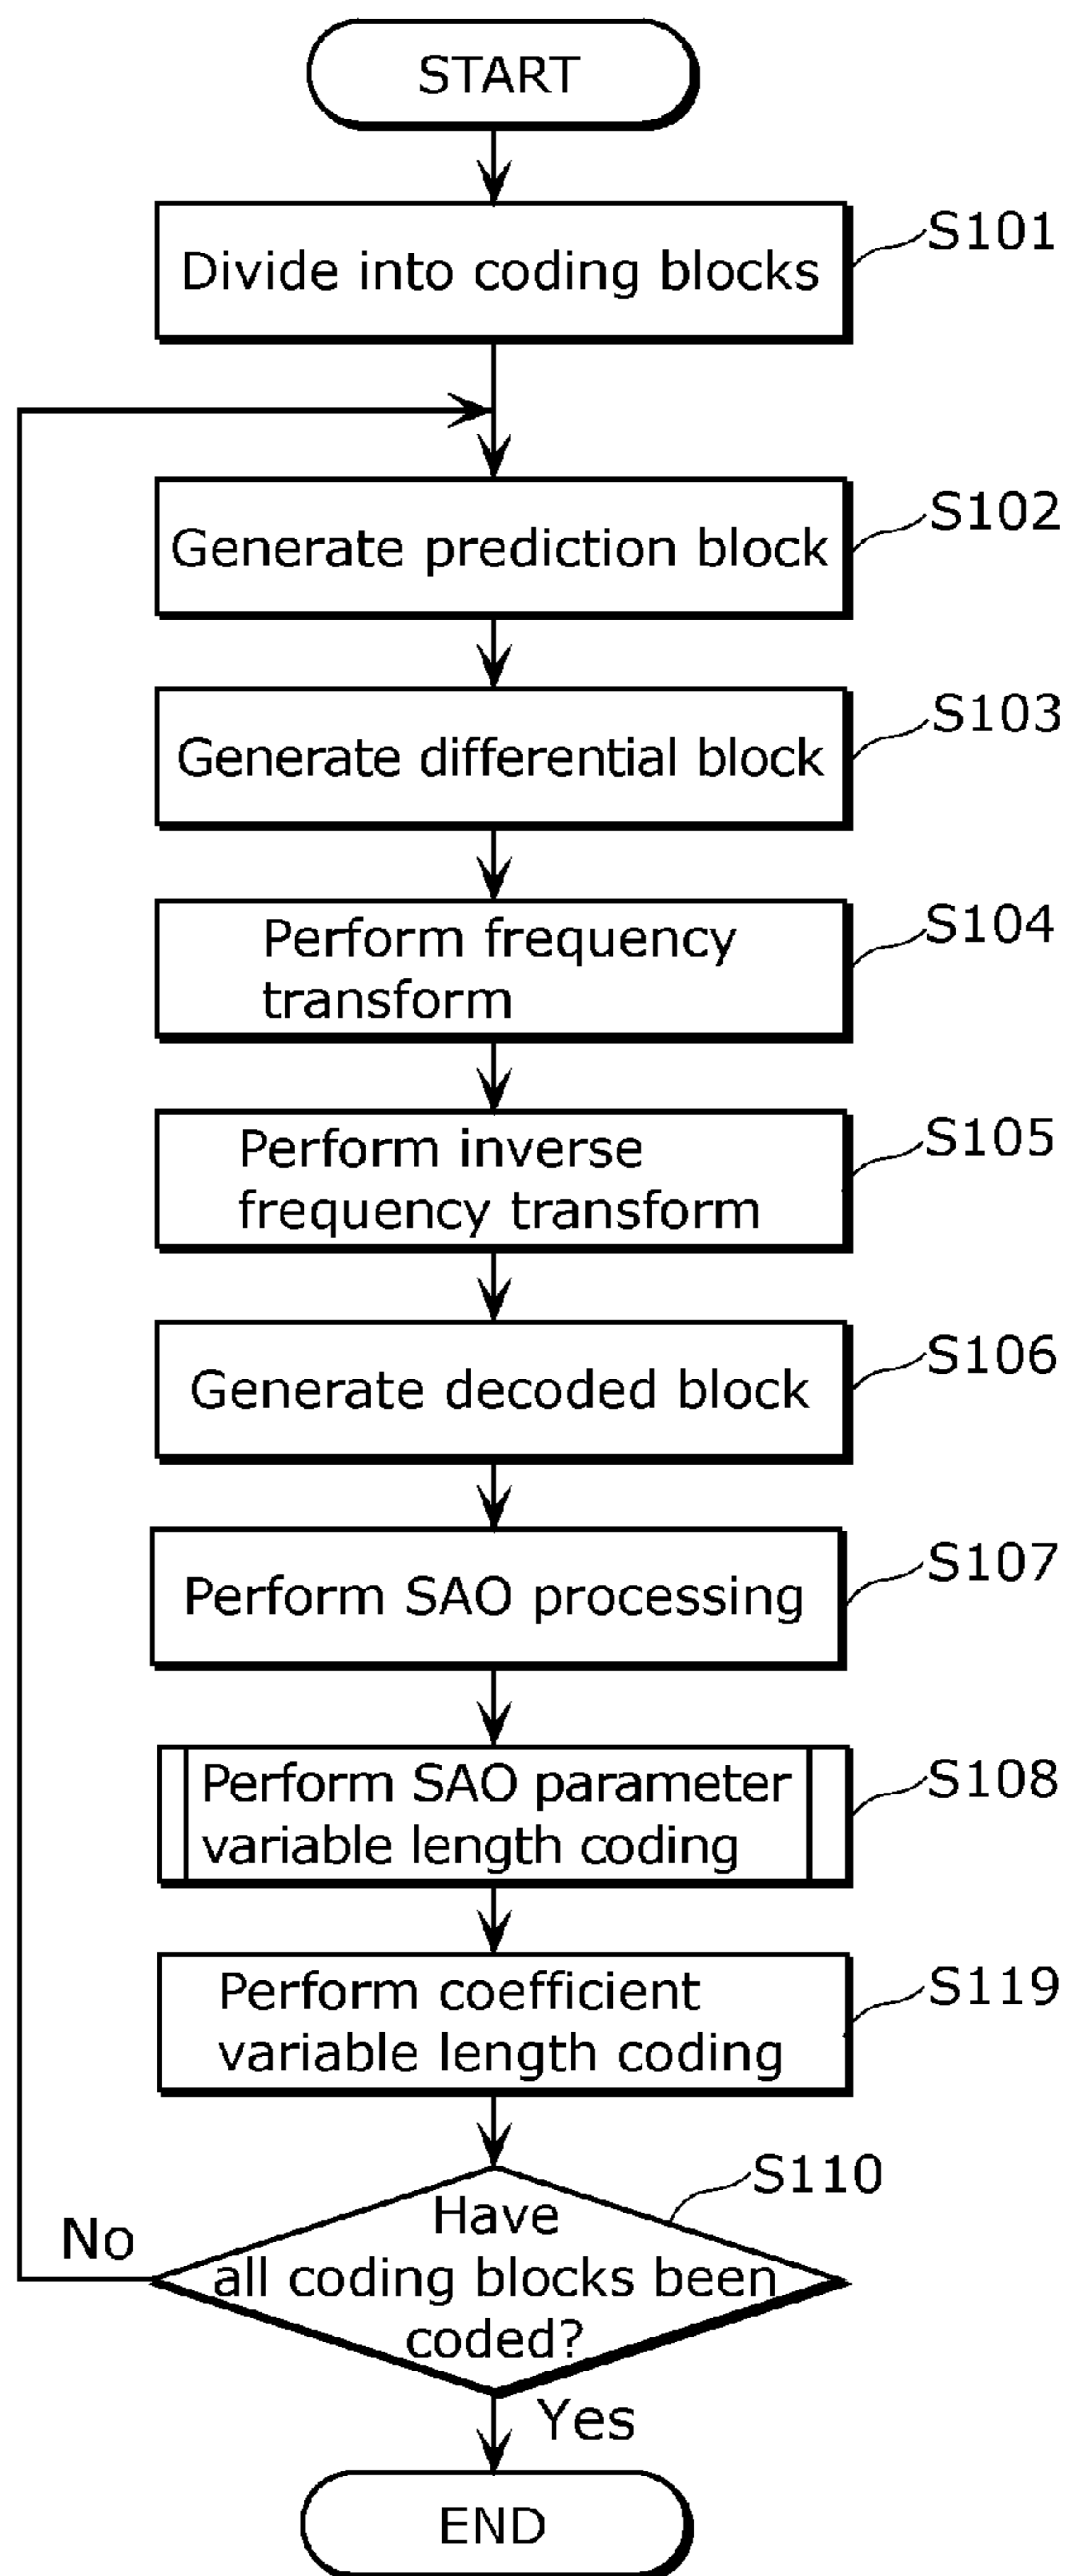 START
Divide into coding blocks
S101
Generate prediction block
S102
Generate differential block
S103
Perform frequency
transform
S104
Perform inverse
frequency transform
S105
Generate decoded block
S106
Perform SAO processing
S107
Perform SAO parameter
variable length coding
S108
Perform coefficient
variable length coding
S119
S110
Have
all coding blocks been
coded?
No
Yes
END